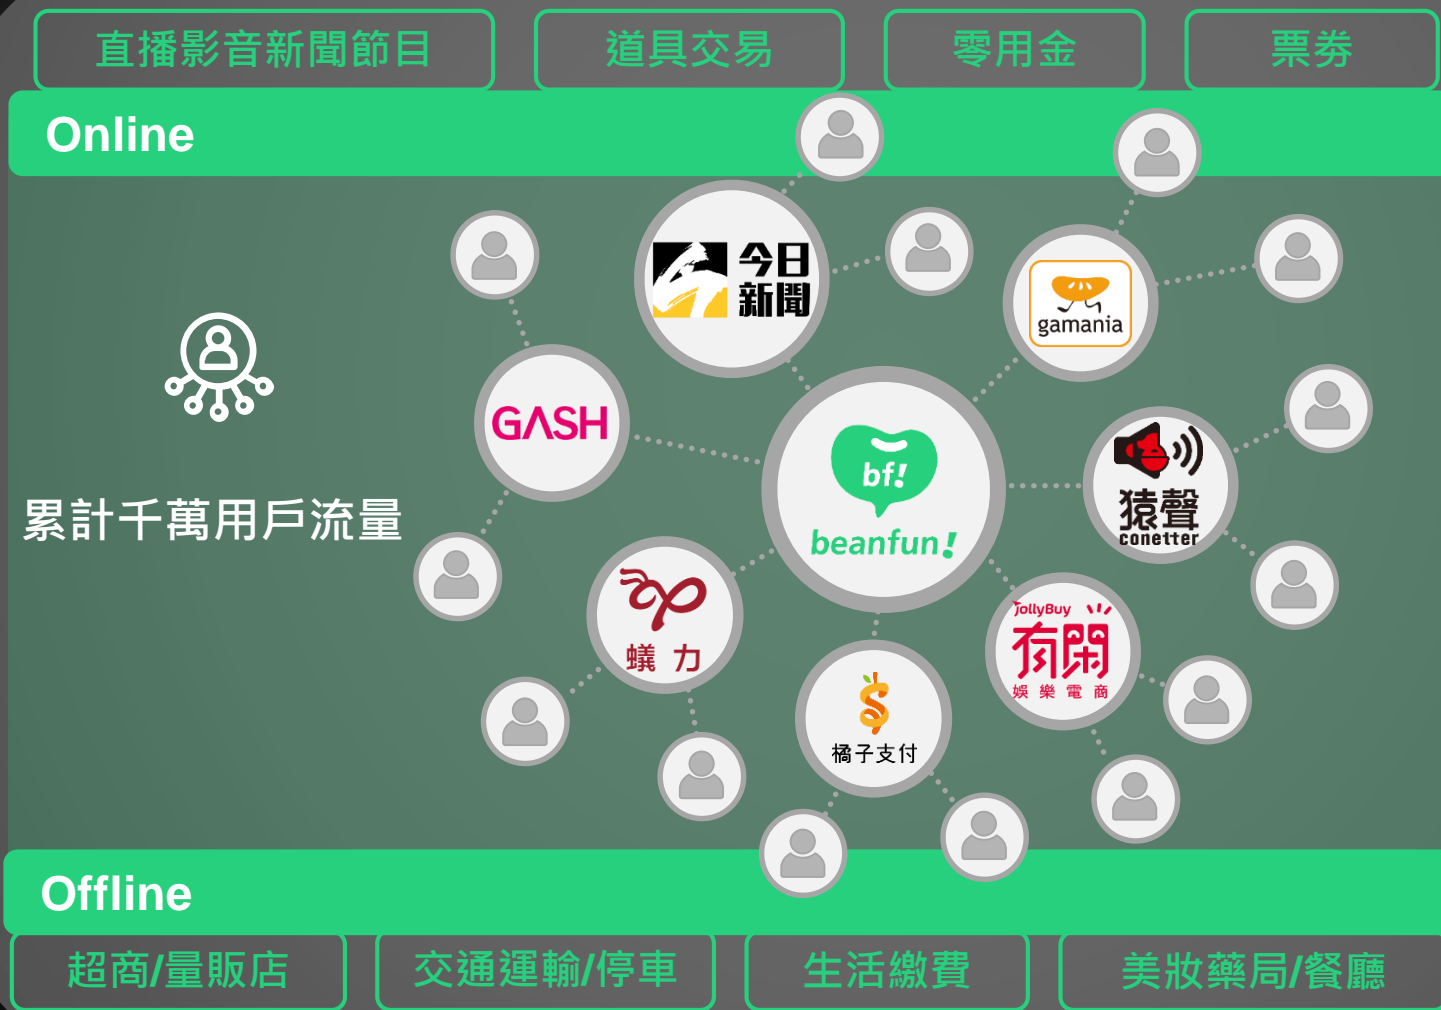 直播影音新聞節目
道具交易
零用金
票券
Online
今日
新聞
gamania
GASH
bf!
beanfun!
猿聲
conetter
累計千萬用戶流量
蟻力
jollyBuy
有閑
娛樂電商
橘子支付
Offline
超商/量販店
交通運輸/停車
生活繳費
美妝藥局/餐廳